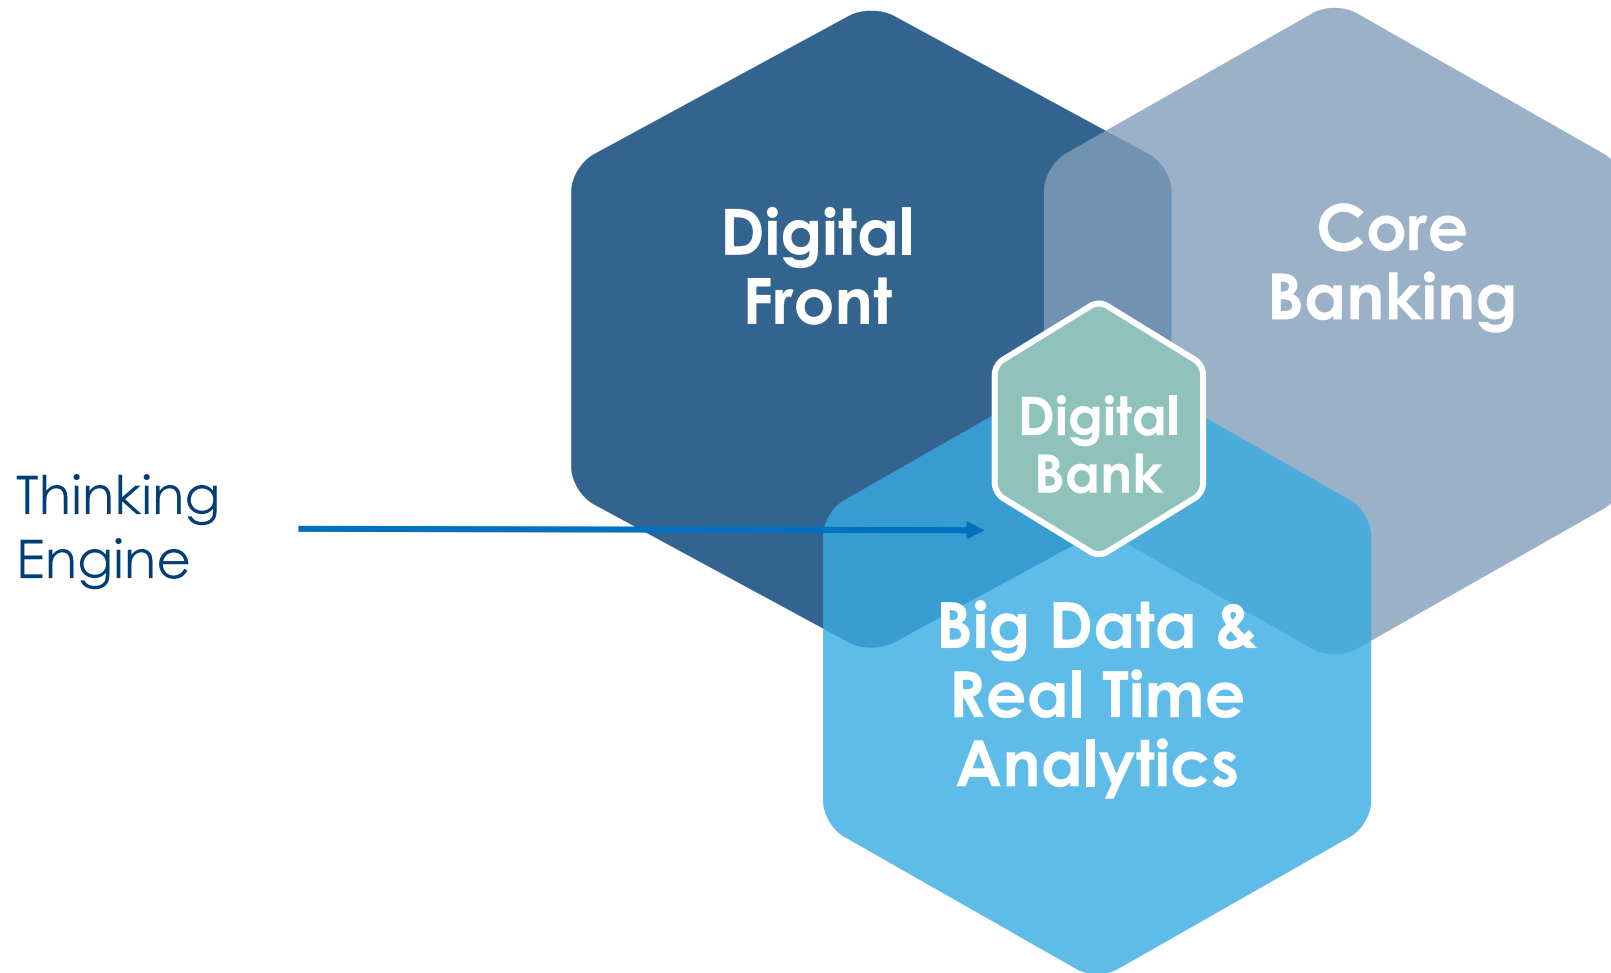 Digital
Front
Core
Banking
Digital
Bank
Thinking
Engine
Big Data &
Real Time
Analytics